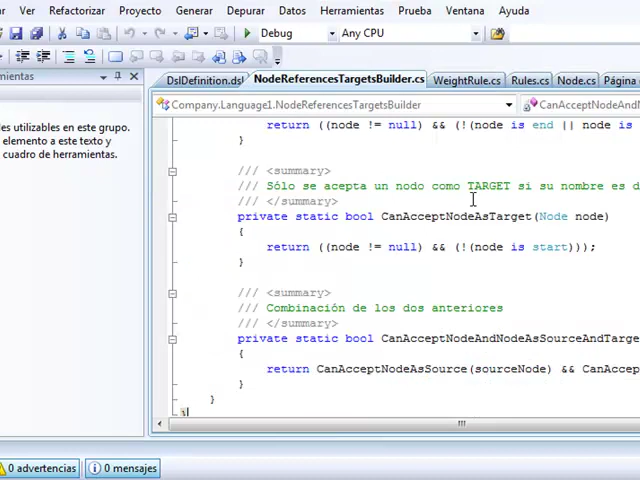 Ver Refactorizar Proyecto Generar Depurar Datos Herramientas Prueba Ventana Ayuda
Debug Any CPU
mientas
DslDefinition.dsl NodeReferencesTargetsBuilder.cs WeightRule.cs Rules.cs Node.cs Página
Company.Language1.NodeReferencesTargetsBuilder CanAcceptNodeAndN
les utilizables en este grupo.
elemento a este texto y
cuadro de herramientas.
return ((node != null) && (!(node is end || node is
}
/// <summary>
/// Sólo se acepta un nodo como TARGET si su nombre es d
/// </summary>
private static bool CanAcceptNodeAsTarget(Node node)
{
return ((node != null) && (!(node is start)));
}
/// <summary>
/// Combinación de los dos anteriores
/// </summary>
private static bool CanAcceptNodeAndNodeAsSourceAndTarge
{
return CanAcceptNodeAsSource(sourceNode) && CanAccep
}
}
}
0 advertencias 0 mensajes